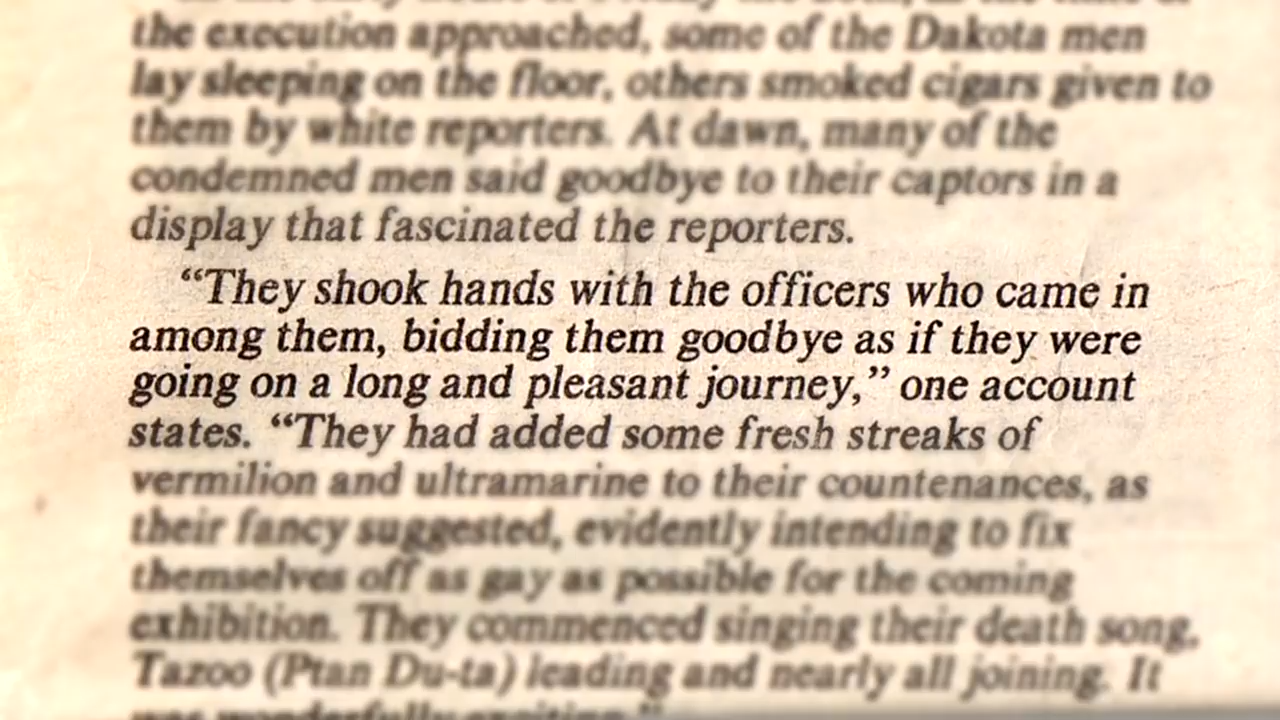 the execution approached, some of the Dakota men
lay sleeping on the floor, others smoked cigars given to
them by white reporters. At dawn, many of the
condemned men said goodbye to their captors in a
display that fascinated the reporters.
“They shook hands with the officers who came in
among them, bidding them goodbye as if they were
going on a long and pleasant journey,” one account
states. “They had added some fresh streaks of
vermilion and ultramarine to their countenances, as
their fancy suggested, evidently intending to fix
themselves off as gay as possible for the coming
exhibition. They commenced singing their death song,
Tazoo (Ptan Du-ta) leading and nearly all joining. It
was wonderfully exciting.”